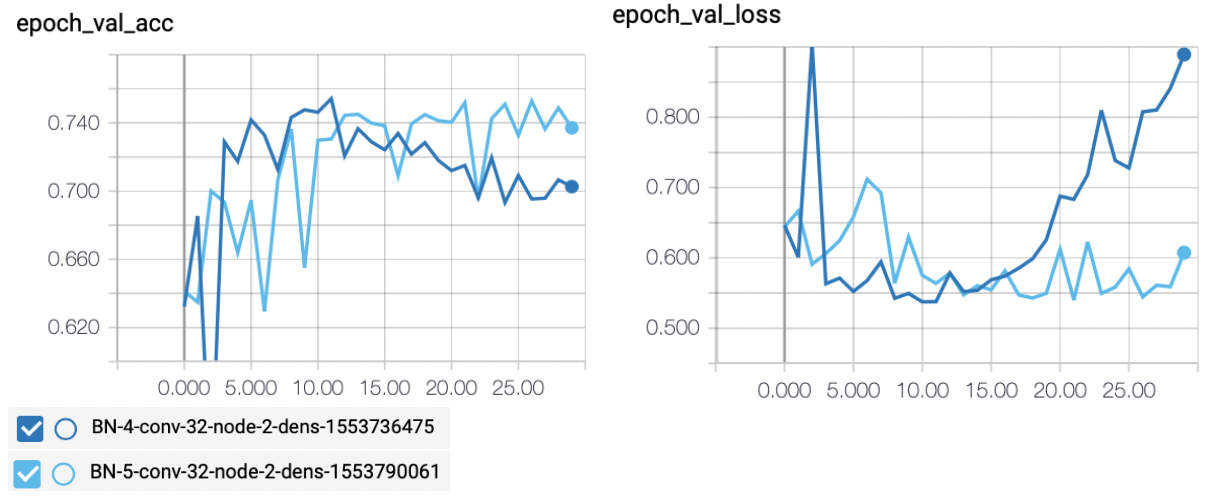 epoch_val_acc
0.740
0.700
0.660
0.620
0.000 5.000 10.00 15.00 20.00 25.00
epoch_val_loss
0.800
0.700
0.600
0.500
0.000 5.000 10.00 15.00 20.00 25.00
BN-4-conv-32-node-2-dens-1553736475
BN-5-conv-32-node-2-dens-1553790061